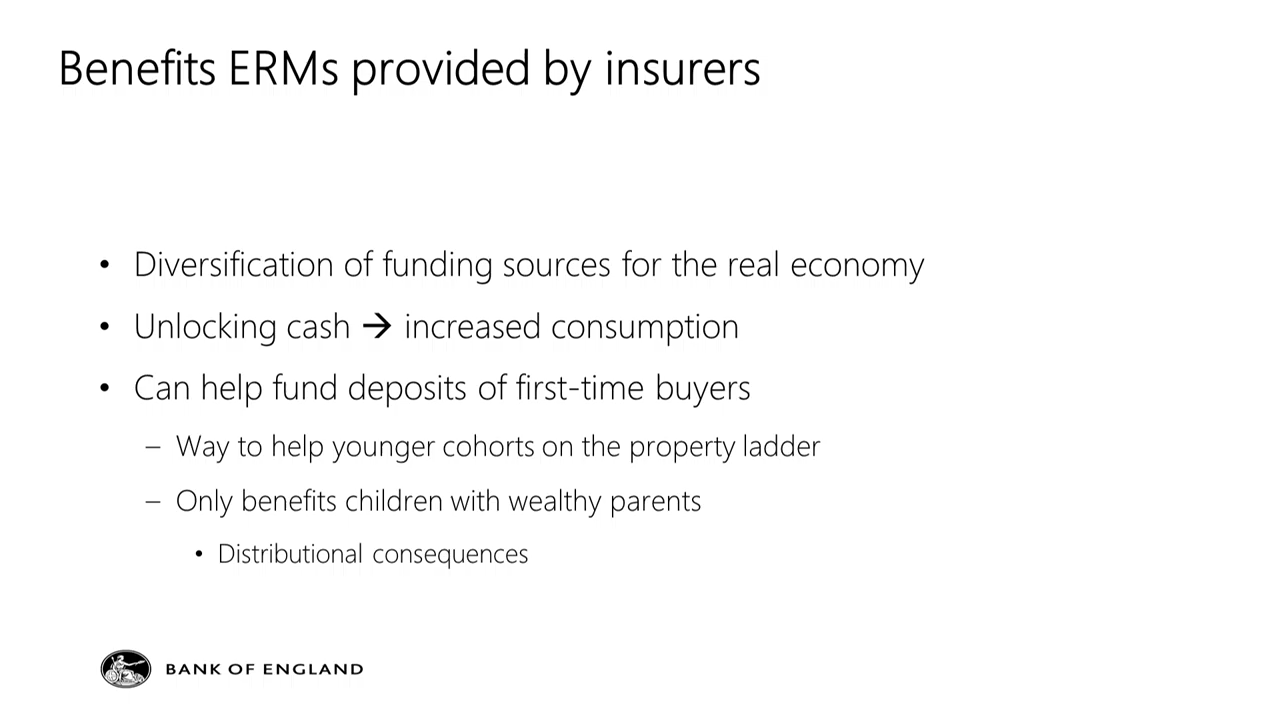 Benefits ERMs provided by insurers
• Diversification of funding sources for the real economy
• Unlocking cash → increased consumption
• Can help fund deposits of first-time buyers
– Way to help younger cohorts on the property ladder
– Only benefits children with wealthy parents
• Distributional consequences
BANK OF ENGLAND